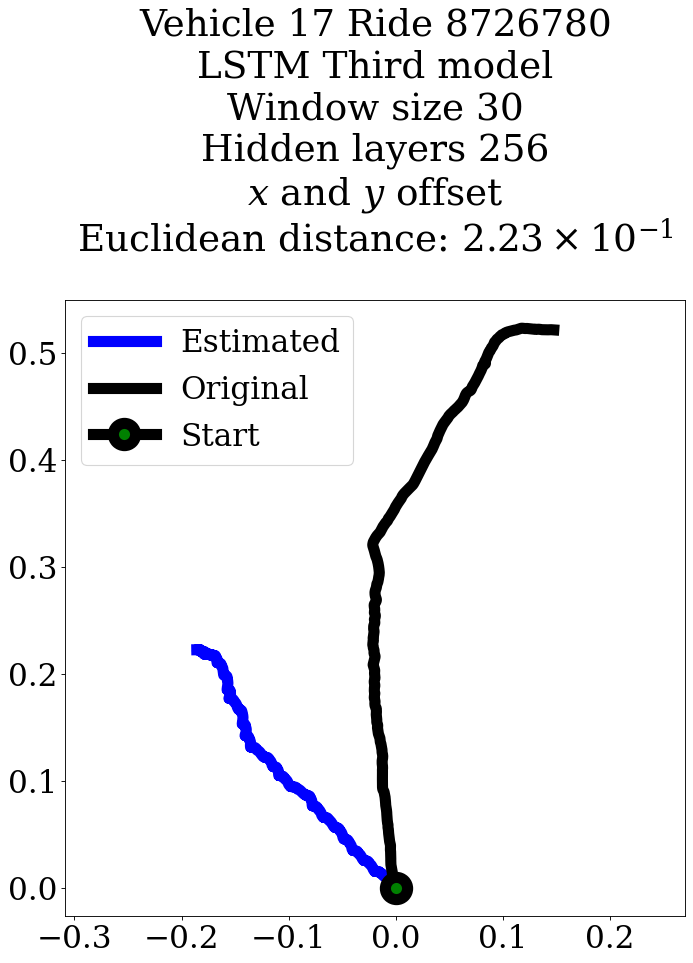 Vehicle 17 Ride 8726780
LSTM Third model
Window size 30
Hidden layers 256
x and y offset
Euclidean distance: 2.23 × 10⁻¹
Estimated
Original
Start
0.5
0.4
0.3
0.2
0.1
0.0
−0.3 −0.2 −0.1 0.0 0.1 0.2